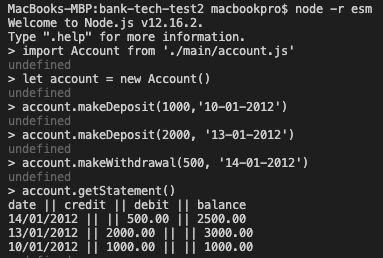 MacBooks-MBP:bank-tech-test2 macbookpro$ node -r esm
Welcome to Node.js v12.16.2.
Type ".help" for more information.
> import Account from './main/account.js'
undefined
> let account = new Account()
undefined
> account.makeDeposit(1000,'10-01-2012')
undefined
> account.makeDeposit(2000, '13-01-2012')
undefined
> account.makeWithdrawal(500, '14-01-2012')
undefined
> account.getStatement()
date || credit || debit || balance
14/01/2012 || || 500.00 || 2500.00
13/01/2012 || 2000.00 || || 3000.00
10/01/2012 || 1000.00 || || 1000.00
undefined